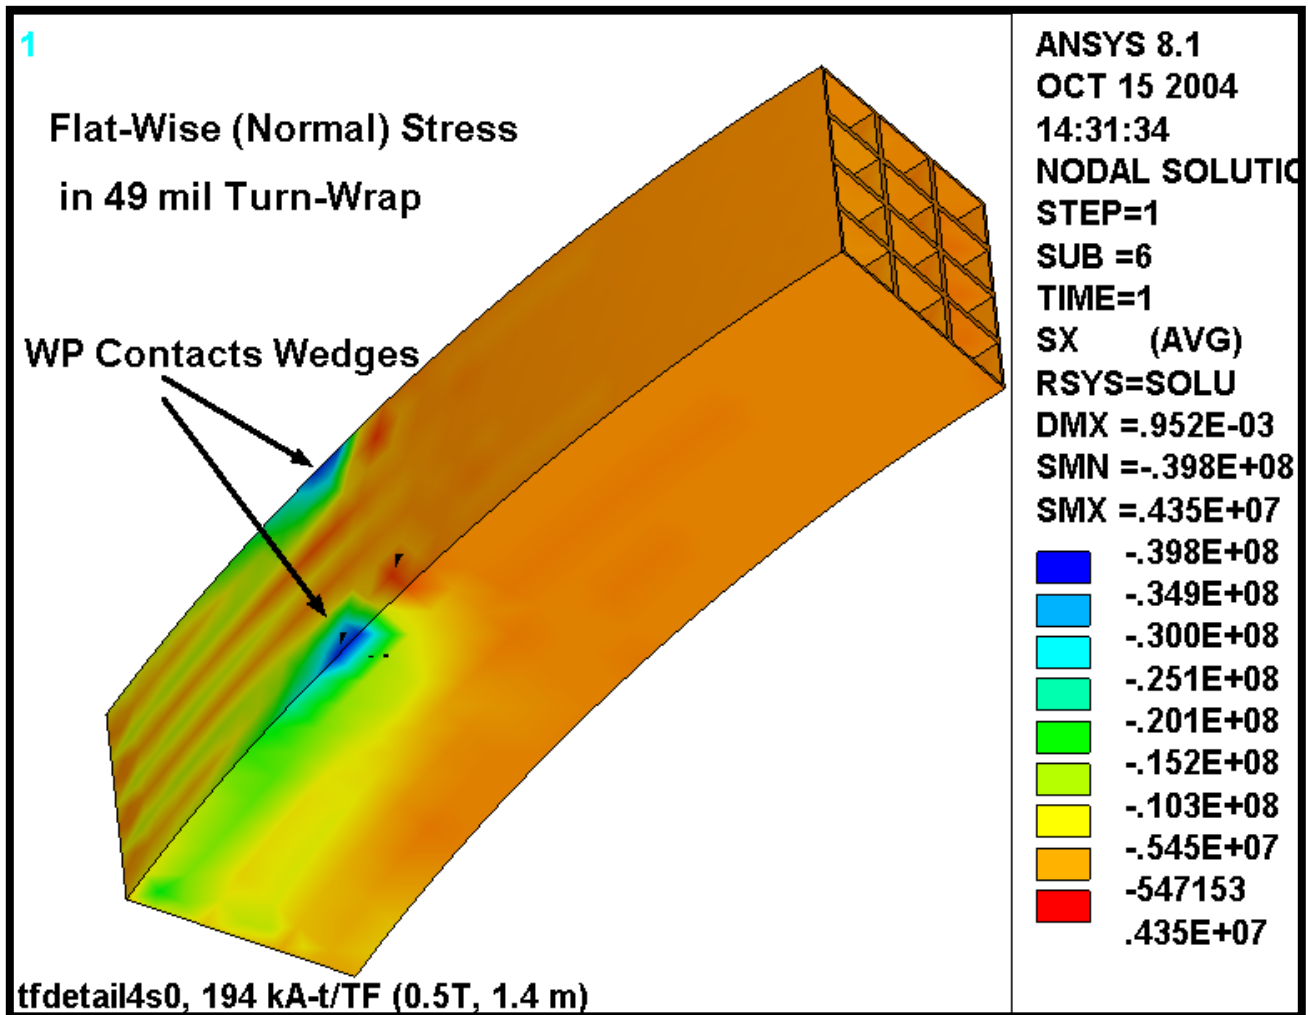 1
Flat-Wise (Normal) Stress
in 49 mil Turn-Wrap
WP Contacts Wedges
ANSYS 8.1
OCT 15 2004
14:31:34
NODAL SOLUTIO
STEP=1
SUB =6
TIME=1
SX (AVG)
RSYS=SOLU
DMX =.952E-03
SMN =-.398E+08
SMX =.435E+07
-.398E+08
-.349E+08
-.300E+08
-.251E+08
-.201E+08
-.152E+08
-.103E+08
-.545E+07
-547153
.435E+07
tfdetail4s0, 194 kA-t/TF (0.5T, 1.4 m)